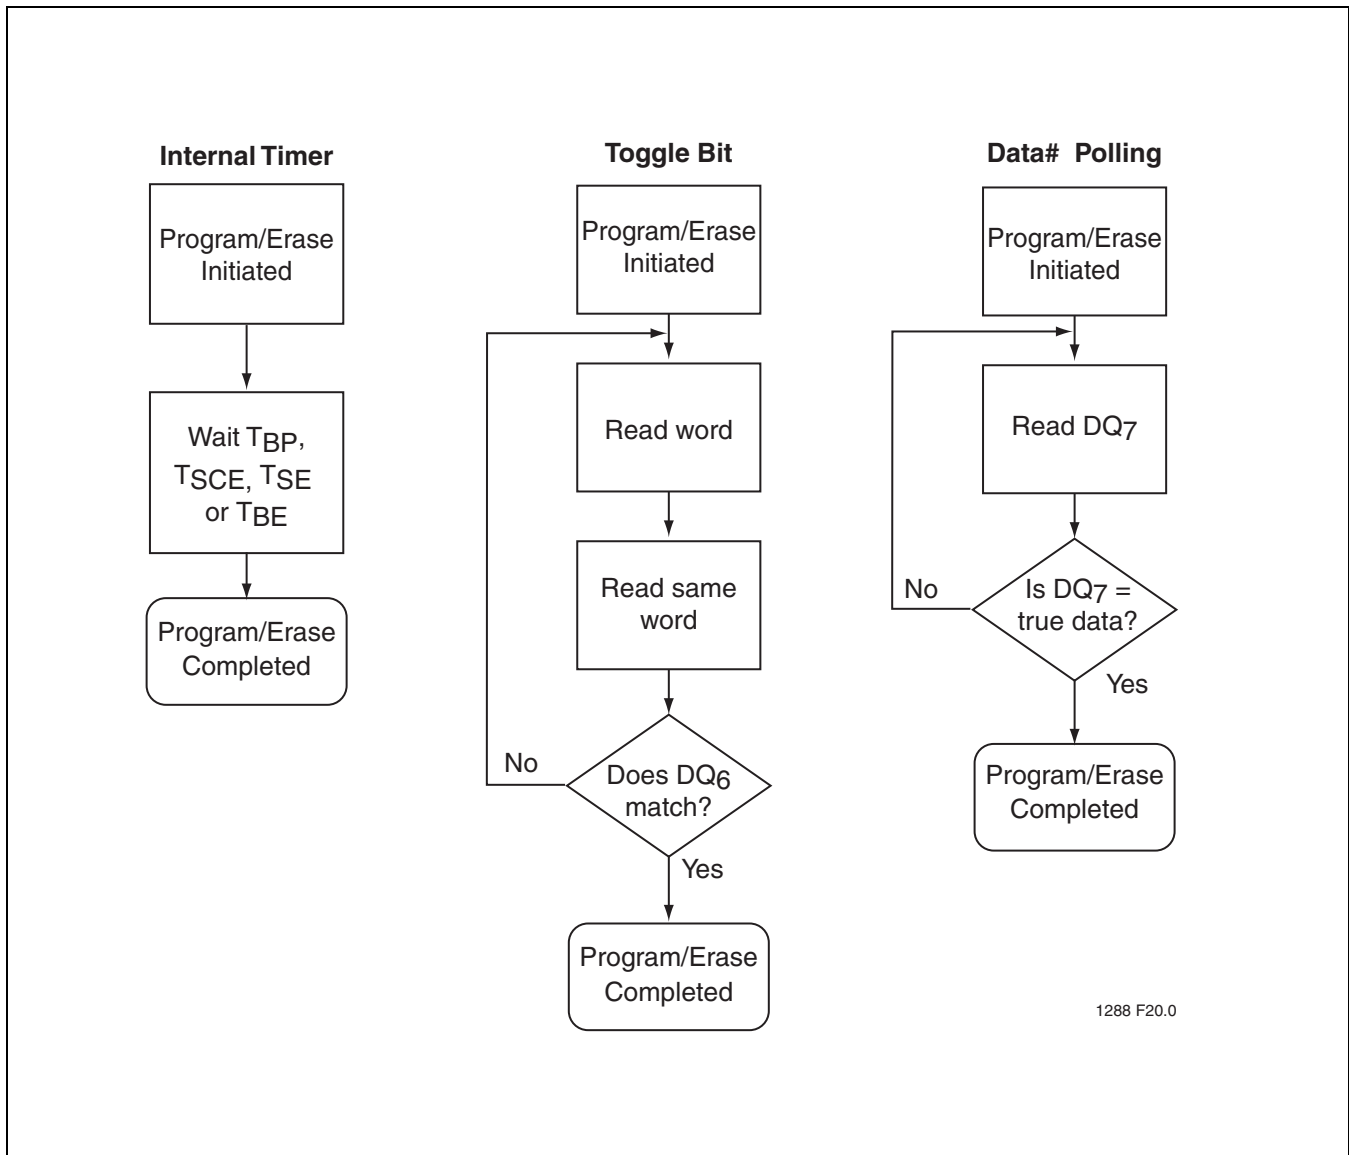 Internal Timer
Program/Erase
Initiated
Wait TBP,
TSCE, TSE
or TBE
Program/Erase
Completed
Toggle Bit
Program/Erase
Initiated
Read word
Read same
word
Does DQ6
match?
No
Yes
Program/Erase
Completed
Data# Polling
Program/Erase
Initiated
Read DQ7
Is DQ7 =
true data?
No
Yes
Program/Erase
Completed
1288 F20.0